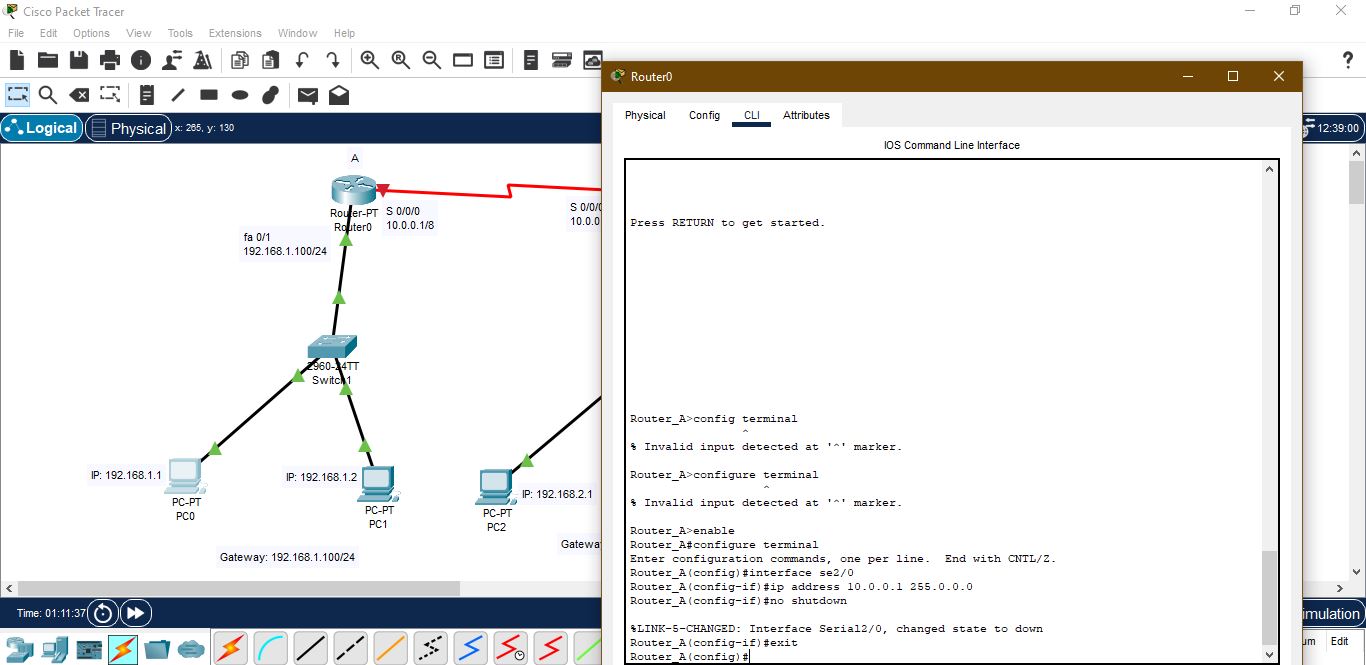 Cisco Packet Tracer
File Edit Options View Tools Extensions Window Help
Logical
Physical
x: 265, y: 130
12:39:00
A
Router-PT
Router0
S 0/0/0
10.0.0.1/8
S 0/0/
10.0.0
fa 0/1
192.168.1.100/24
2960-24TT
Switch1
IP: 192.168.1.1
PC-PT
PC0
IP: 192.168.1.2
PC-PT
PC1
IP: 192.168.2.1
PC-PT
PC2
Gateway: 192.168.1.100/24
Gatewa
Time: 01:11:37
imulation
um
Edit
Router0
Physical Config CLI Attributes
IOS Command Line Interface
Press RETURN to get started.
Router_A>config terminal
^
% Invalid input detected at '^' marker.
Router_A>configure terminal
^
% Invalid input detected at '^' marker.
Router_A>enable
Router_A#configure terminal
Enter configuration commands, one per line.  End with CNTL/Z.
Router_A(config)#interface se2/0
Router_A(config-if)#ip address 10.0.0.1 255.0.0.0
Router_A(config-if)#no shutdown
%LINK-5-CHANGED: Interface Serial2/0, changed state to down
Router_A(config-if)#exit
Router_A(config)#